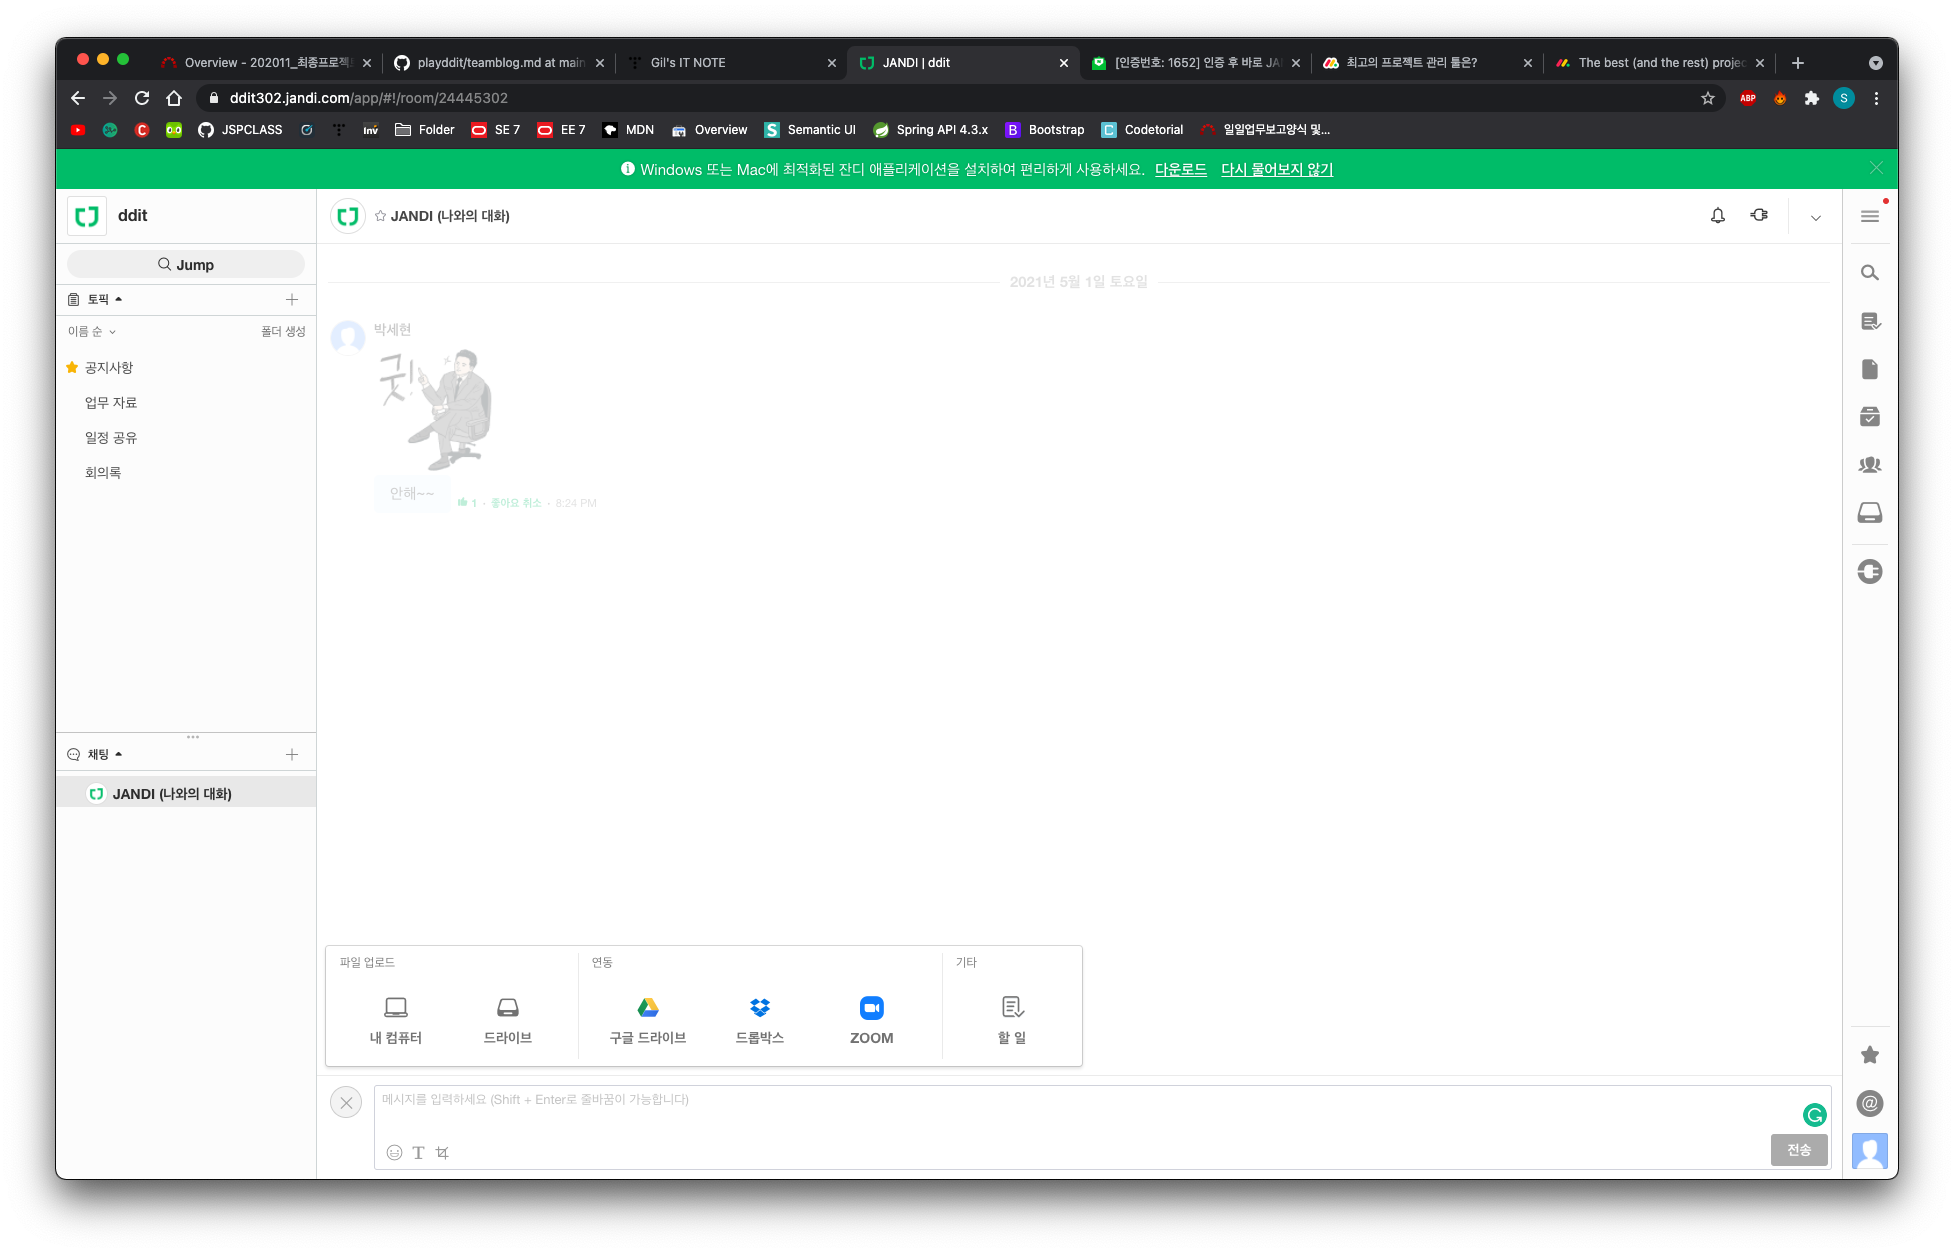 Overview - 202011_최종프로젝
playddit/teamblog.md at main
Gil's IT NOTE
JANDI | ddit
[인증번호: 1652] 인증 후 바로 JA
최고의 프로젝트 관리 툴은?
The best (and the rest) projec
ddit302.jandi.com/app/#!/room/24445302
ABP
S
JSPCLASS
inv
Folder
SE 7
EE 7
MDN
Overview
Semantic UI
Spring API 4.3.x
Bootstrap
Codetorial
일일업무보고양식 및...
Windows 또는 Mac에 최적화된 잔디 애플리케이션을 설치하여 편리하게 사용하세요. 다운로드 다시 물어보지 않기
ddit
JANDI (나와의 대화)
Jump
토픽
이름 순
폴더 생성
공지사항
업무 자료
일정 공유
회의록
채팅
JANDI (나와의 대화)
2021년 5월 1일 토요일
박세현
굿!
안해~~
1 · 좋아요 취소 · 8:24 PM
파일 업로드
연동
기타
내 컴퓨터
드라이브
구글 드라이브
드롭박스
ZOOM
할 일
메시지를 입력하세요 (Shift + Enter로 줄바꿈이 가능합니다)
전송